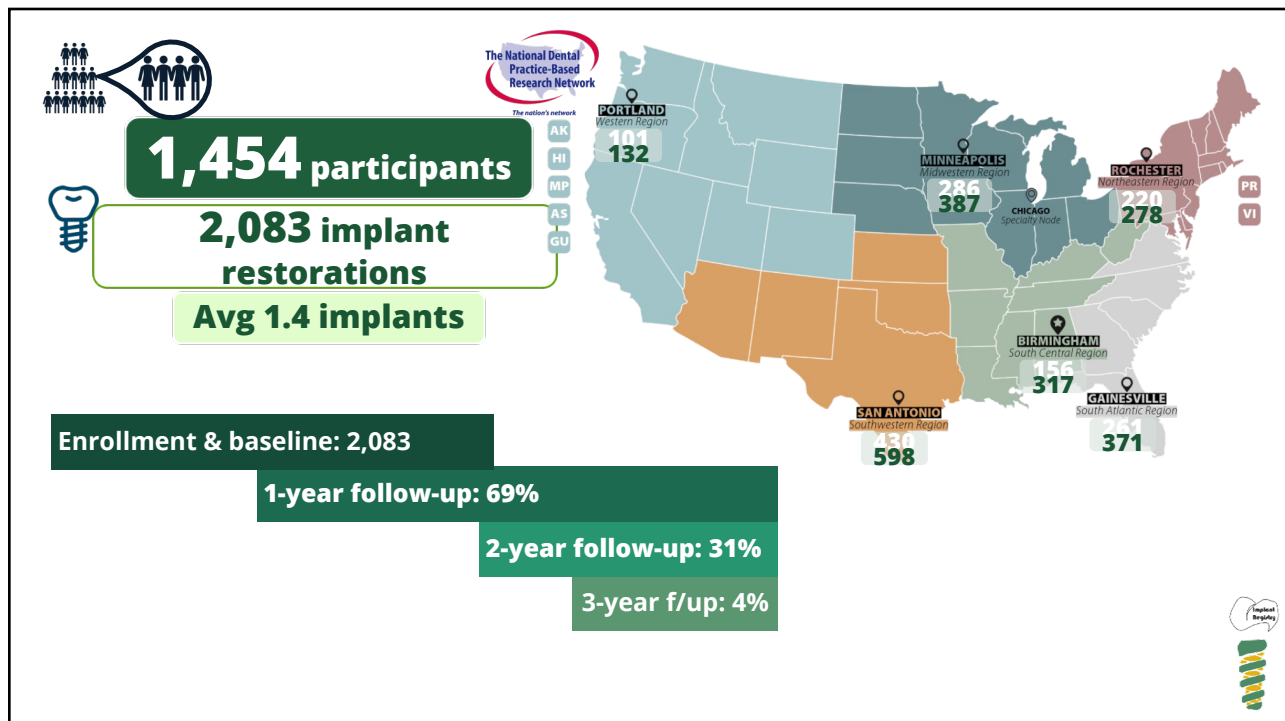 The National Dental
Practice-Based
Research Network
The nation's network
1,454 participants
2,083 implant
restorations
Avg 1.4 implants
AK
HI
MP
AS
GU
PORTLAND
Western Region
101
132
MINNEAPOLIS
Midwestern Region
286
387
CHICAGO
Specialty Node
ROCHESTER
Northeastern Region
220
278
PR
VI
BIRMINGHAM
South Central Region
156
317
GAINESVILLE
South Atlantic Region
261
371
SAN ANTONIO
Southwestern Region
430
598
Enrollment & baseline: 2,083
1-year follow-up: 69%
2-year follow-up: 31%
3-year f/up: 4%
Implant
Registry